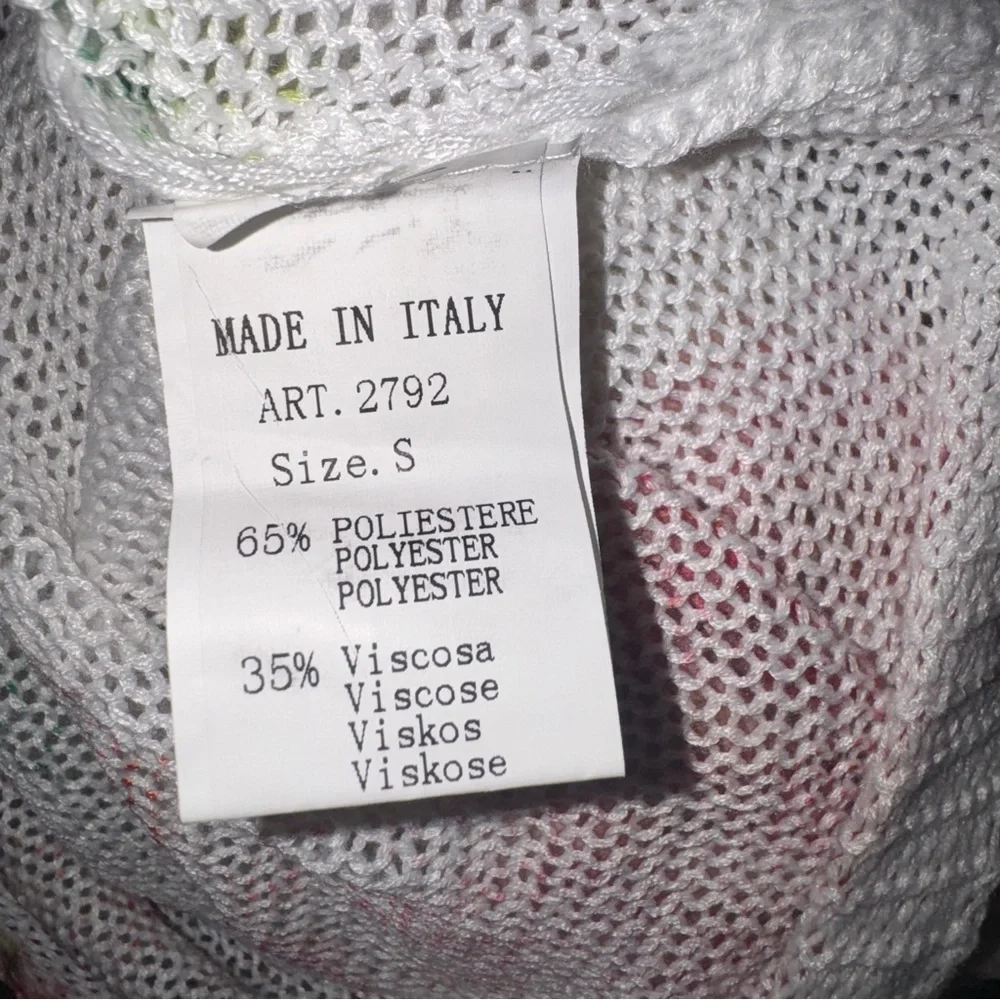 MADE IN ITALY
ART. 2792
Size. S
65% POLIESTERE
POLYESTER
POLYESTER
35% Viscosa
Viscose
Viskos
Viskose